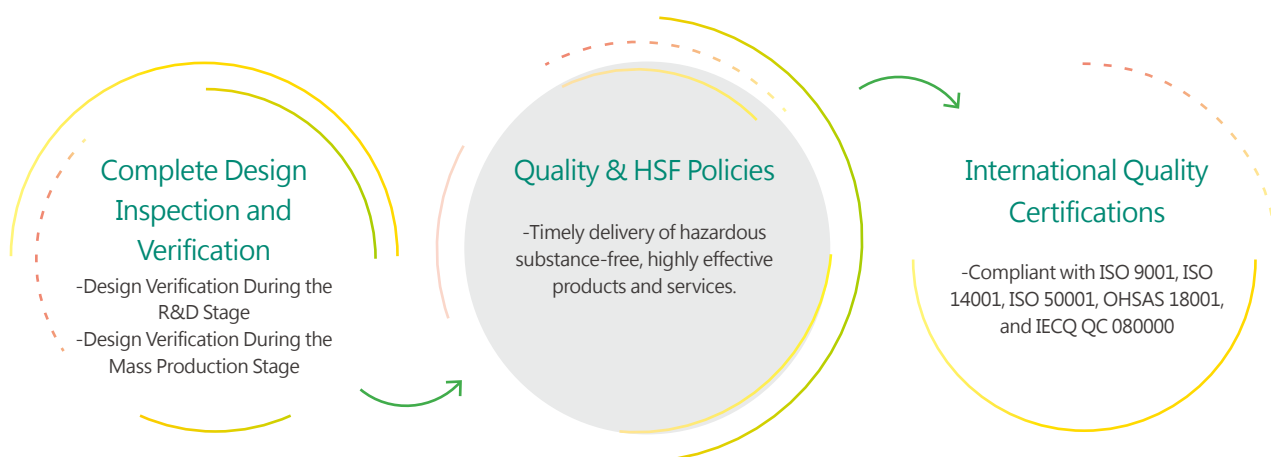 Complete Design
Inspection and
Verification
-Design Verification During the
R&D Stage
-Design Verification During the
Mass Production Stage
Quality & HSF Policies
-Timely delivery of hazardous
substance-free, highly effective
products and services.
International Quality
Certifications
-Compliant with ISO 9001, ISO
14001, ISO 50001, OHSAS 18001,
and IECQ QC 080000